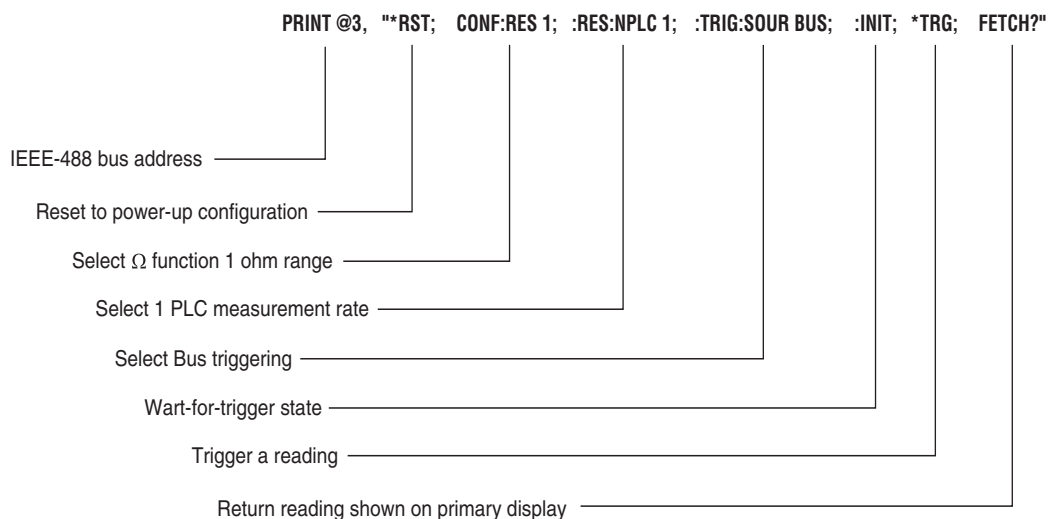 PRINT @3, "*RST; CONF:RES 1; :RES:NPLC 1; :TRIG:SOUR BUS; :INIT; *TRG; FETCH?"
IEEE-488 bus address
Reset to power-up configuration
Select Ω function 1 ohm range
Select 1 PLC measurement rate
Select Bus triggering
Wart-for-trigger state
Trigger a reading
Return reading shown on primary display